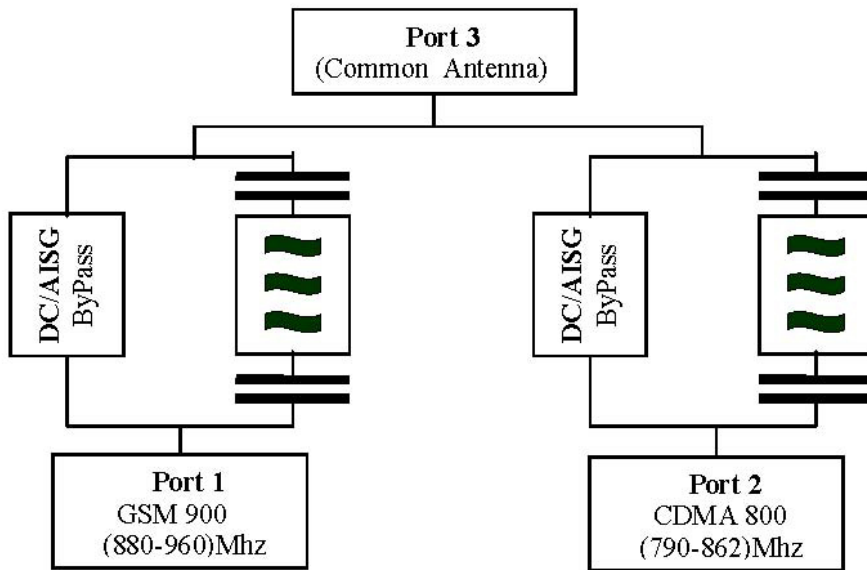 Port 3
(Common Antenna)
DC/AISG
ByPass
DC/AISG
ByPass
Port 1
GSM 900
(880-960)Mhz
Port 2
CDMA 800
(790-862)Mhz